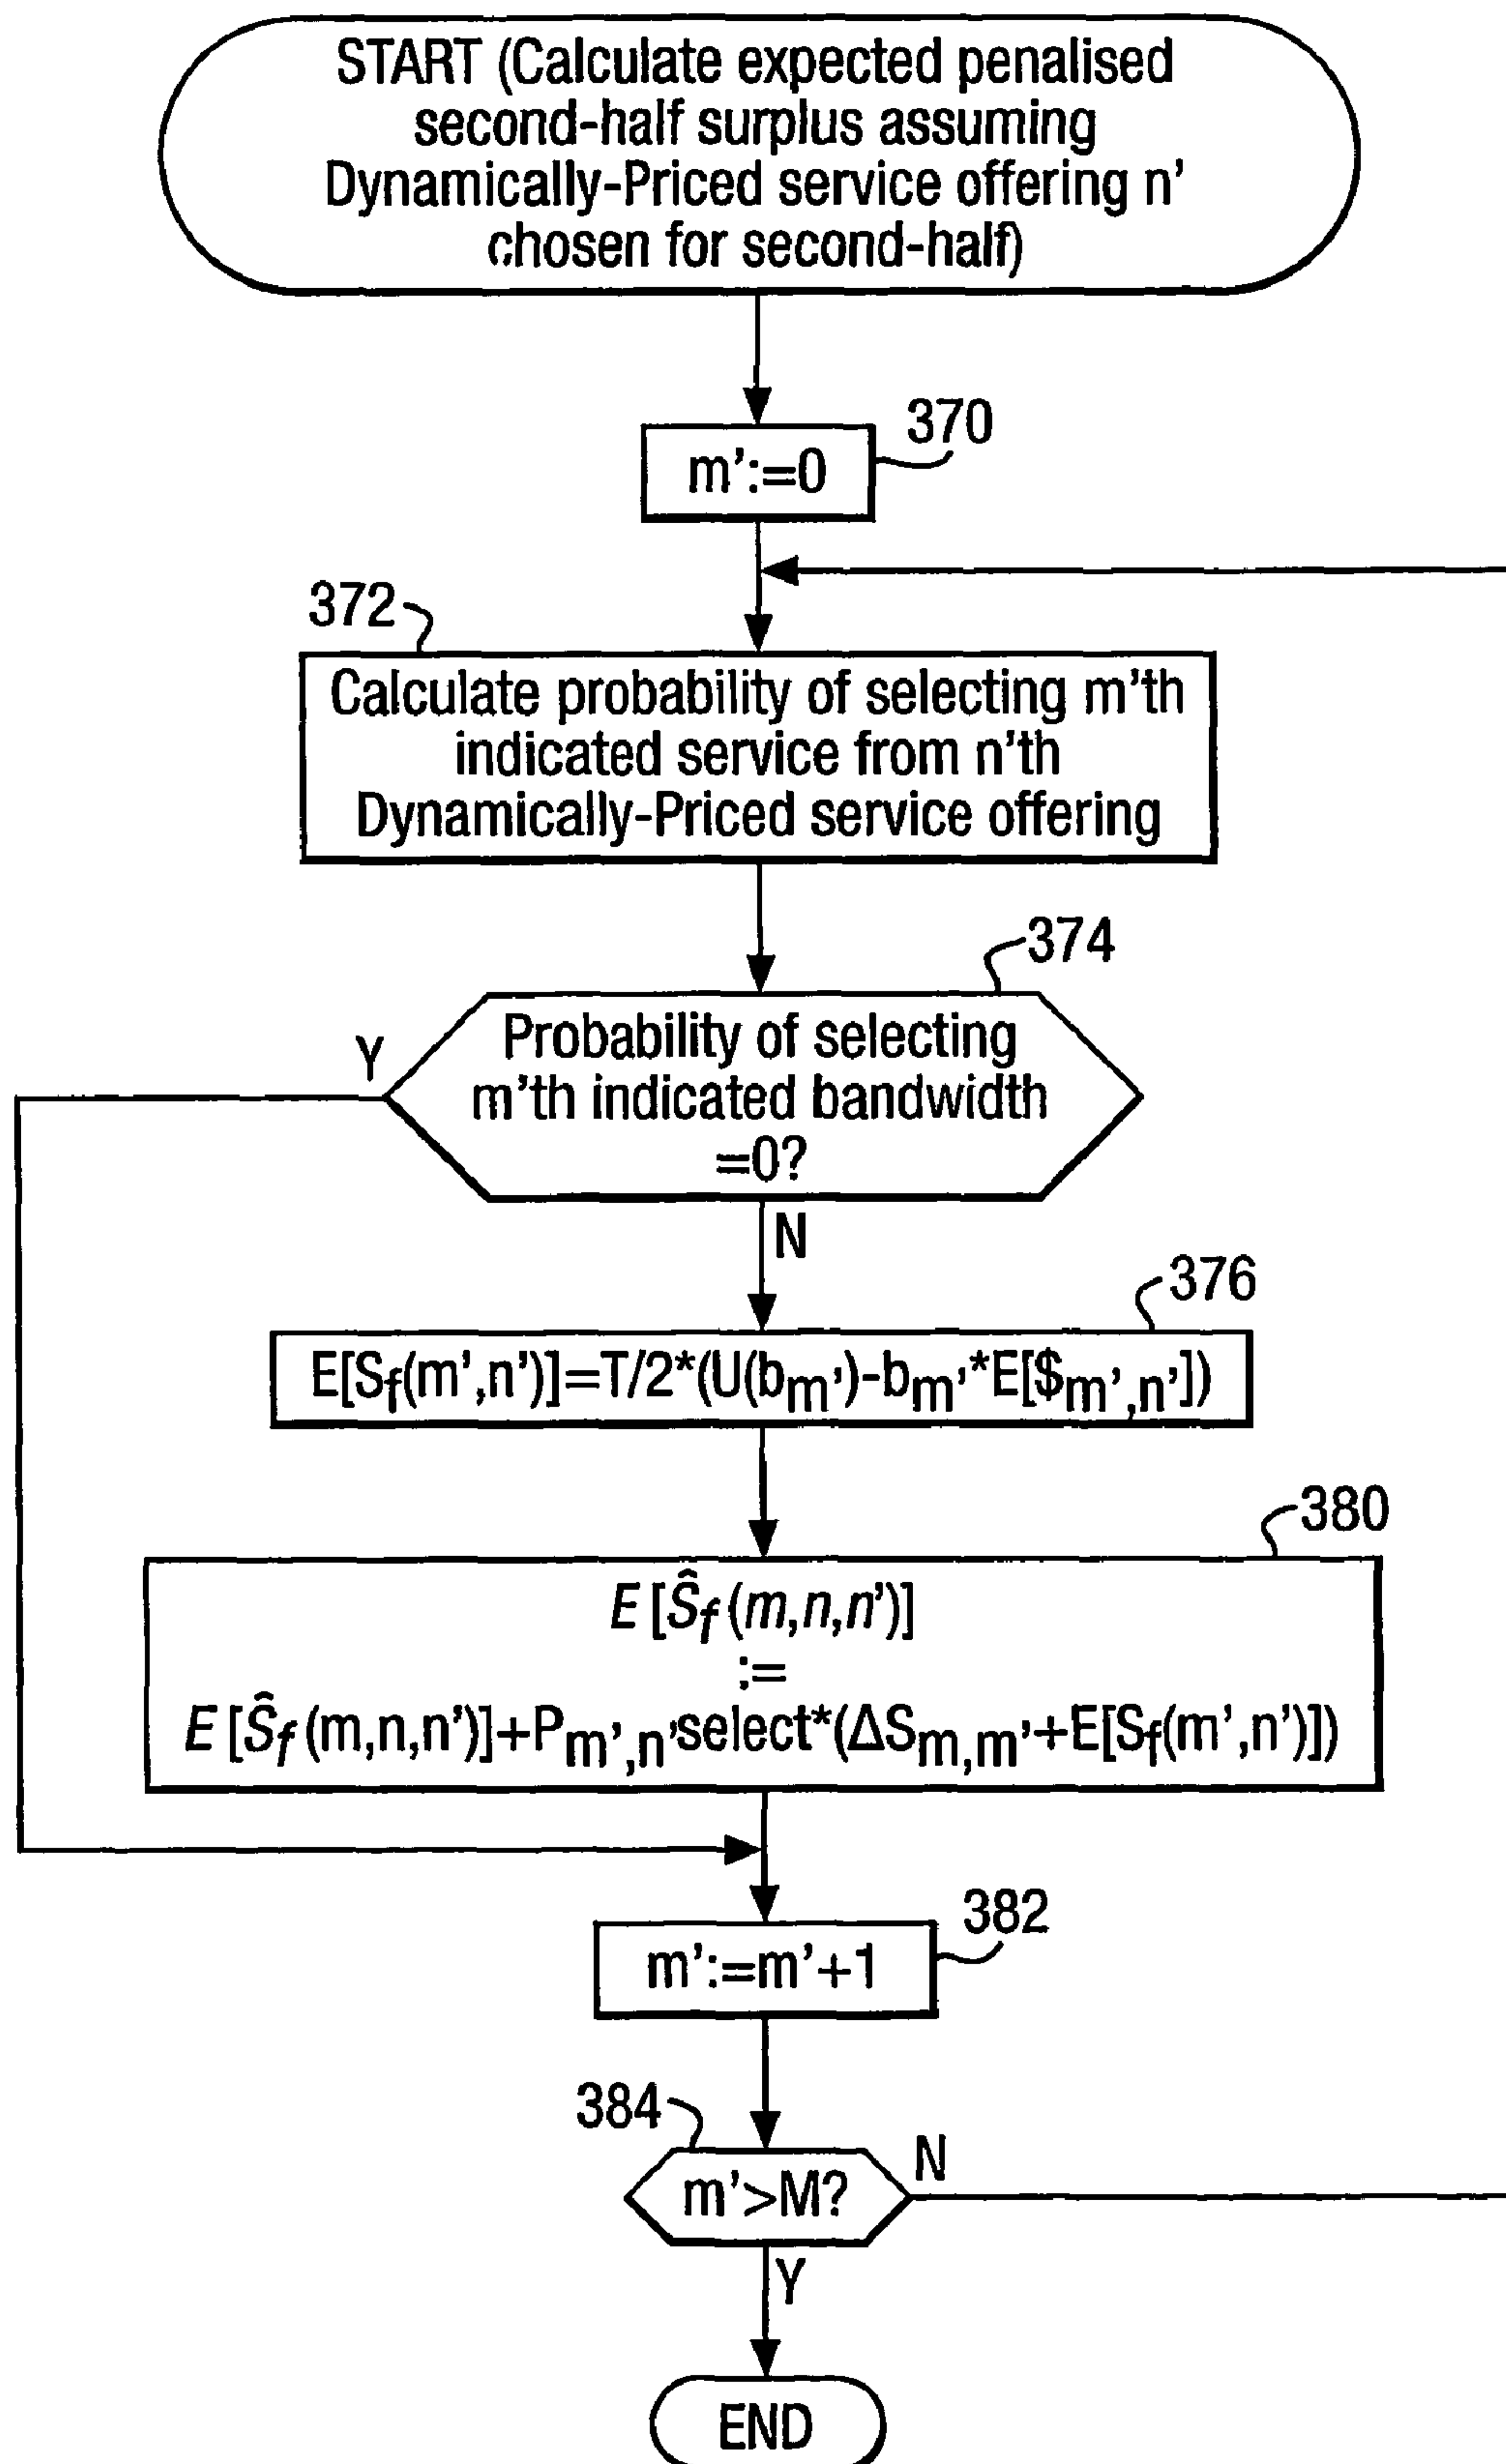 START (Calculate expected penalised
second-half surplus assuming
Dynamically-Priced service offering n'
chosen for second-half)
370
m':=0
372
Calculate probability of selecting m'th
indicated service from n'th
Dynamically-Priced service offering
374
Y
Probability of selecting
m'th indicated bandwidth
=0?
N
376
E[Sf(m',n')]=T/2*(U(bm')-bm'*E[$m',n'])
380
E[Ŝf(m,n,n')]
:=
E[Ŝf(m,n,n')]+Pm',n'select*(ΔSm,m'+E[Sf(m',n')])
382
m':=m'+1
384
m'>M?
N
Y
END